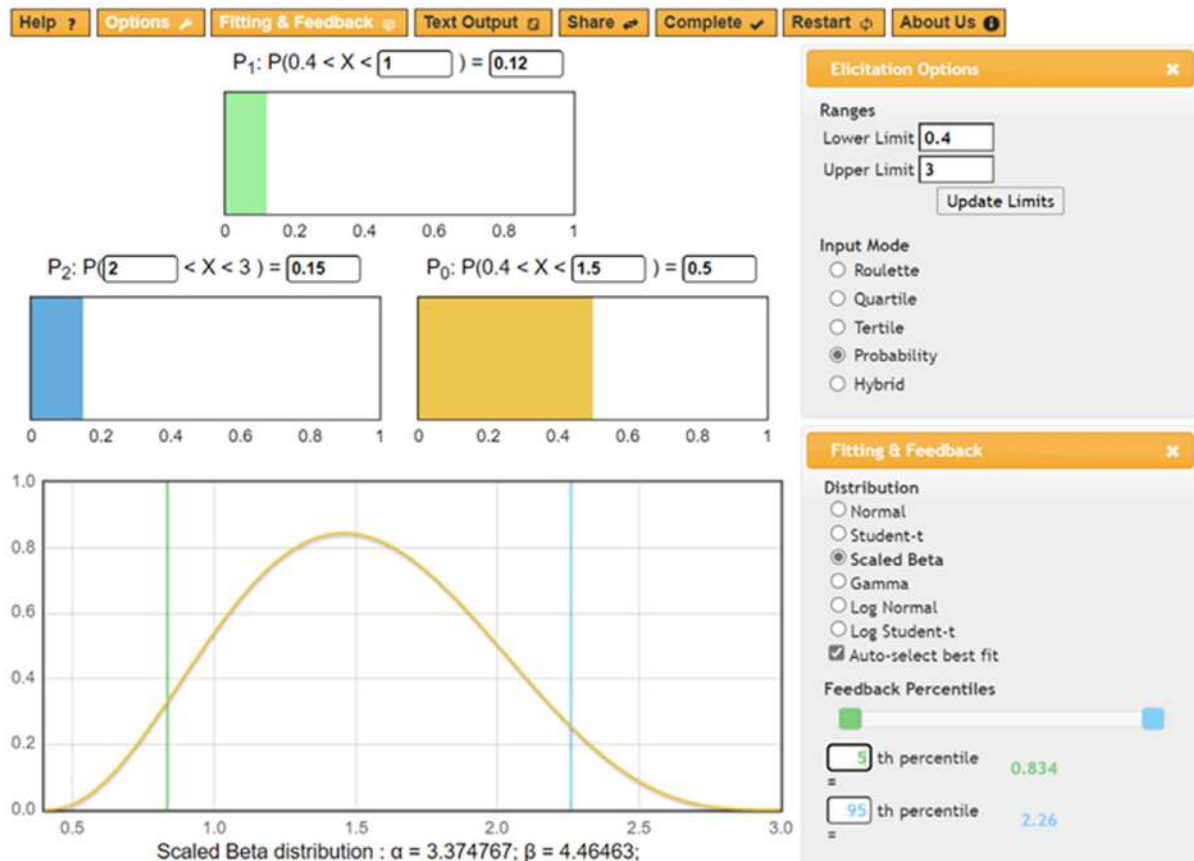 Help ? Options Fitting & Feedback Text Output Share Complete Restart About Us
P1: P(0.4 < X < 1 ) = 0.12
0 0.2 0.4 0.6 0.8 1
P2: P( 2 < X < 3 ) = 0.15
0 0.2 0.4 0.6 0.8 1
P0: P(0.4 < X < 1.5 ) = 0.5
0 0.2 0.4 0.6 0.8 1
1.0
0.8
0.6
0.4
0.2
0.0
0.5 1.0 1.5 2.0 2.5 3.0
Scaled Beta distribution : α = 3.374767; β = 4.46463;
Elicitation Options
Ranges
Lower Limit 0.4
Upper Limit 3
Update Limits
Input Mode
Roulette
Quartile
Tertile
Probability
Hybrid
Fitting & Feedback
Distribution
Normal
Student-t
Scaled Beta
Gamma
Log Normal
Log Student-t
Auto-select best fit
Feedback Percentiles
5 th percentile 0.834
=
95 th percentile 2.26
=